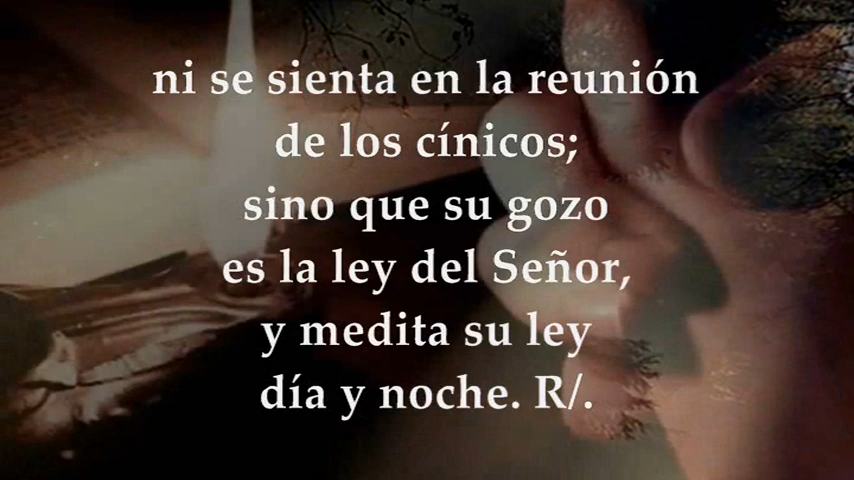 ni se sienta en la reunión
de los cínicos;
sino que su gozo
es la ley del Señor,
y medita su ley
día y noche. R/.